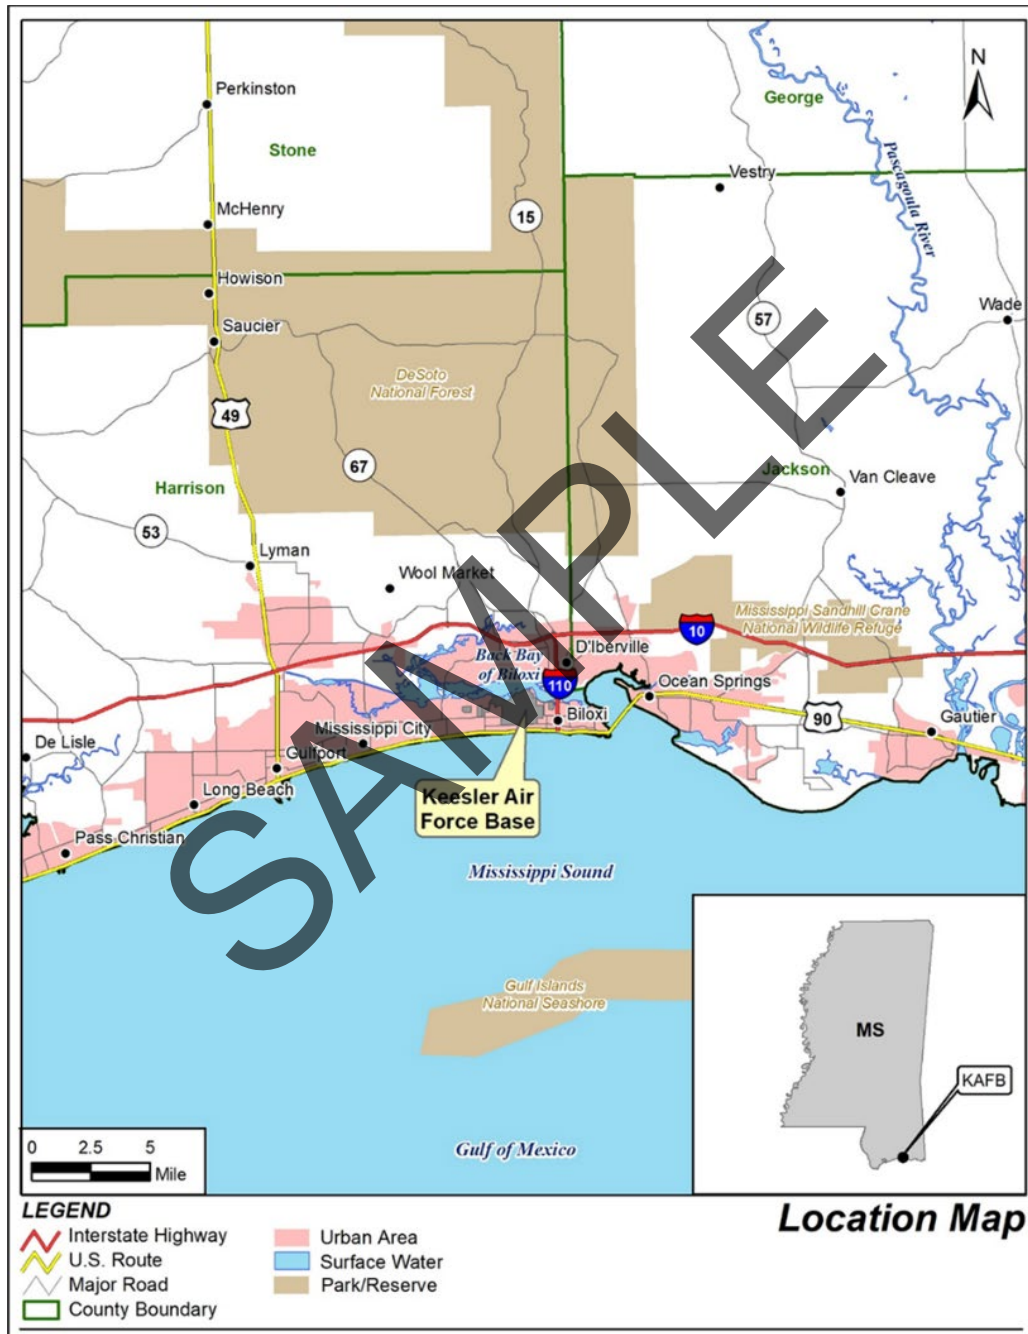 N
George
Perkinston
Stone
Pascagoula River
Vestry
McHenry
15
Howison
Wade
57
Saucier
DeSoto
National Forest
49
67
Jackson
Van Cleave
Harrison
53
Lyman
Wool Market
Mississippi Sandhill Crane
National Wildlife Refuge
10
D'Iberville
Back Bay
of Biloxi
110
Ocean Springs
Biloxi
90
Gautier
Mississippi City
De Lisle
Gulfport
Long Beach
Keesler Air
Force Base
Pass Christian
SAMPLE
Mississippi Sound
Gulf Islands
National Seashore
MS
KAFB
Gulf of Mexico
0 2.5 5
Mile
LEGEND
Interstate Highway
U.S. Route
Major Road
County Boundary
Urban Area
Surface Water
Park/Reserve
Location Map